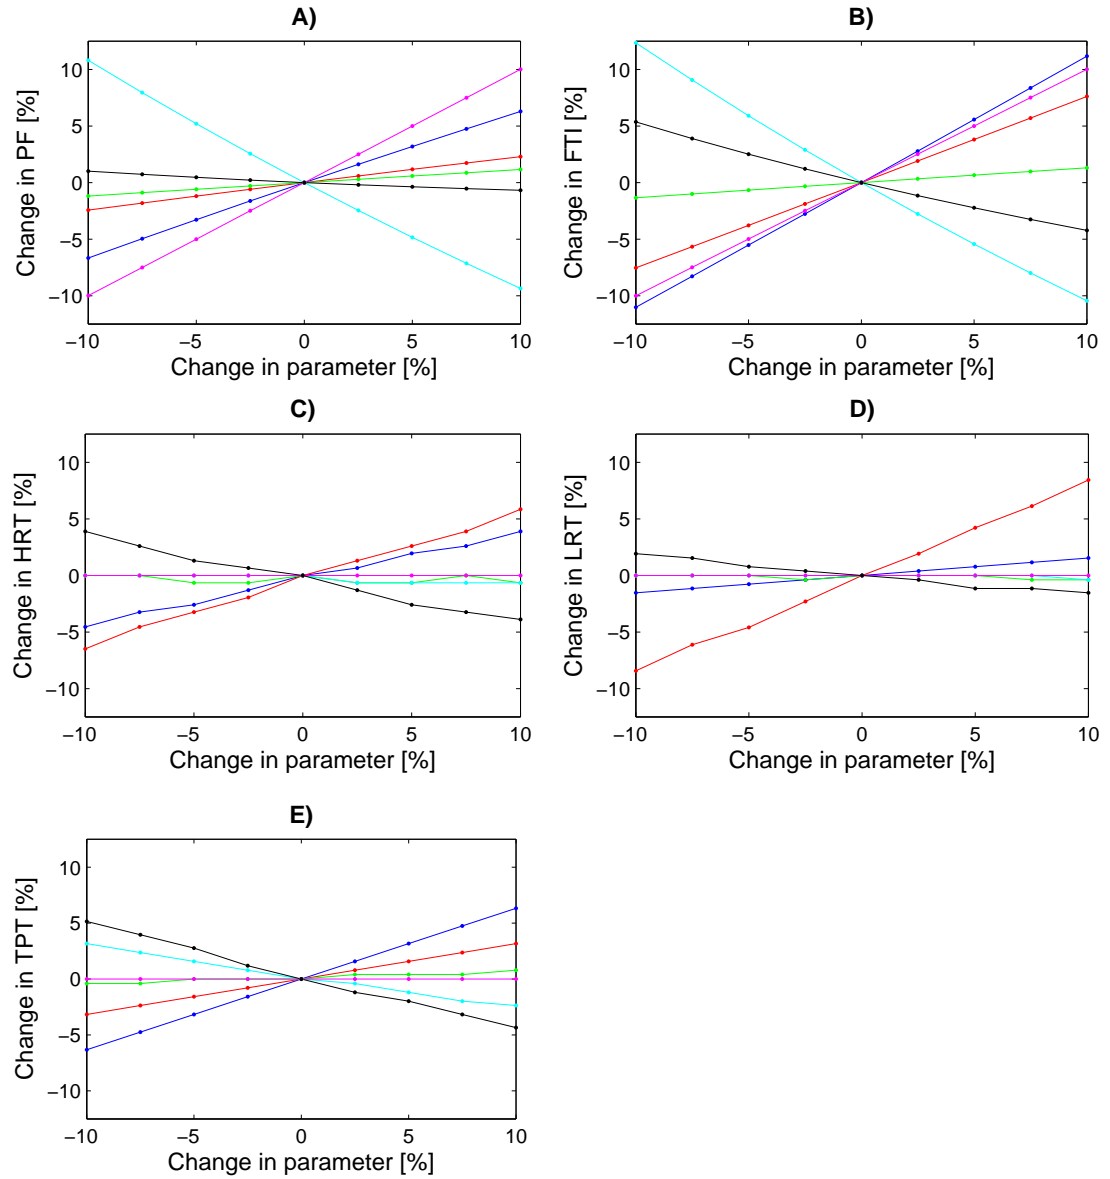 A)
Change in PF [%]
10
5
0
−5
−10
−10 −5 0 5 10
Change in parameter [%]
B)
Change in FTI [%]
10
5
0
−5
−10
−10 −5 0 5 10
Change in parameter [%]
C)
Change in HRT [%]
10
5
0
−5
−10
−10 −5 0 5 10
Change in parameter [%]
D)
Change in LRT [%]
10
5
0
−5
−10
−10 −5 0 5 10
Change in parameter [%]
E)
Change in TPT [%]
10
5
0
−5
−10
−10 −5 0 5 10
Change in parameter [%]